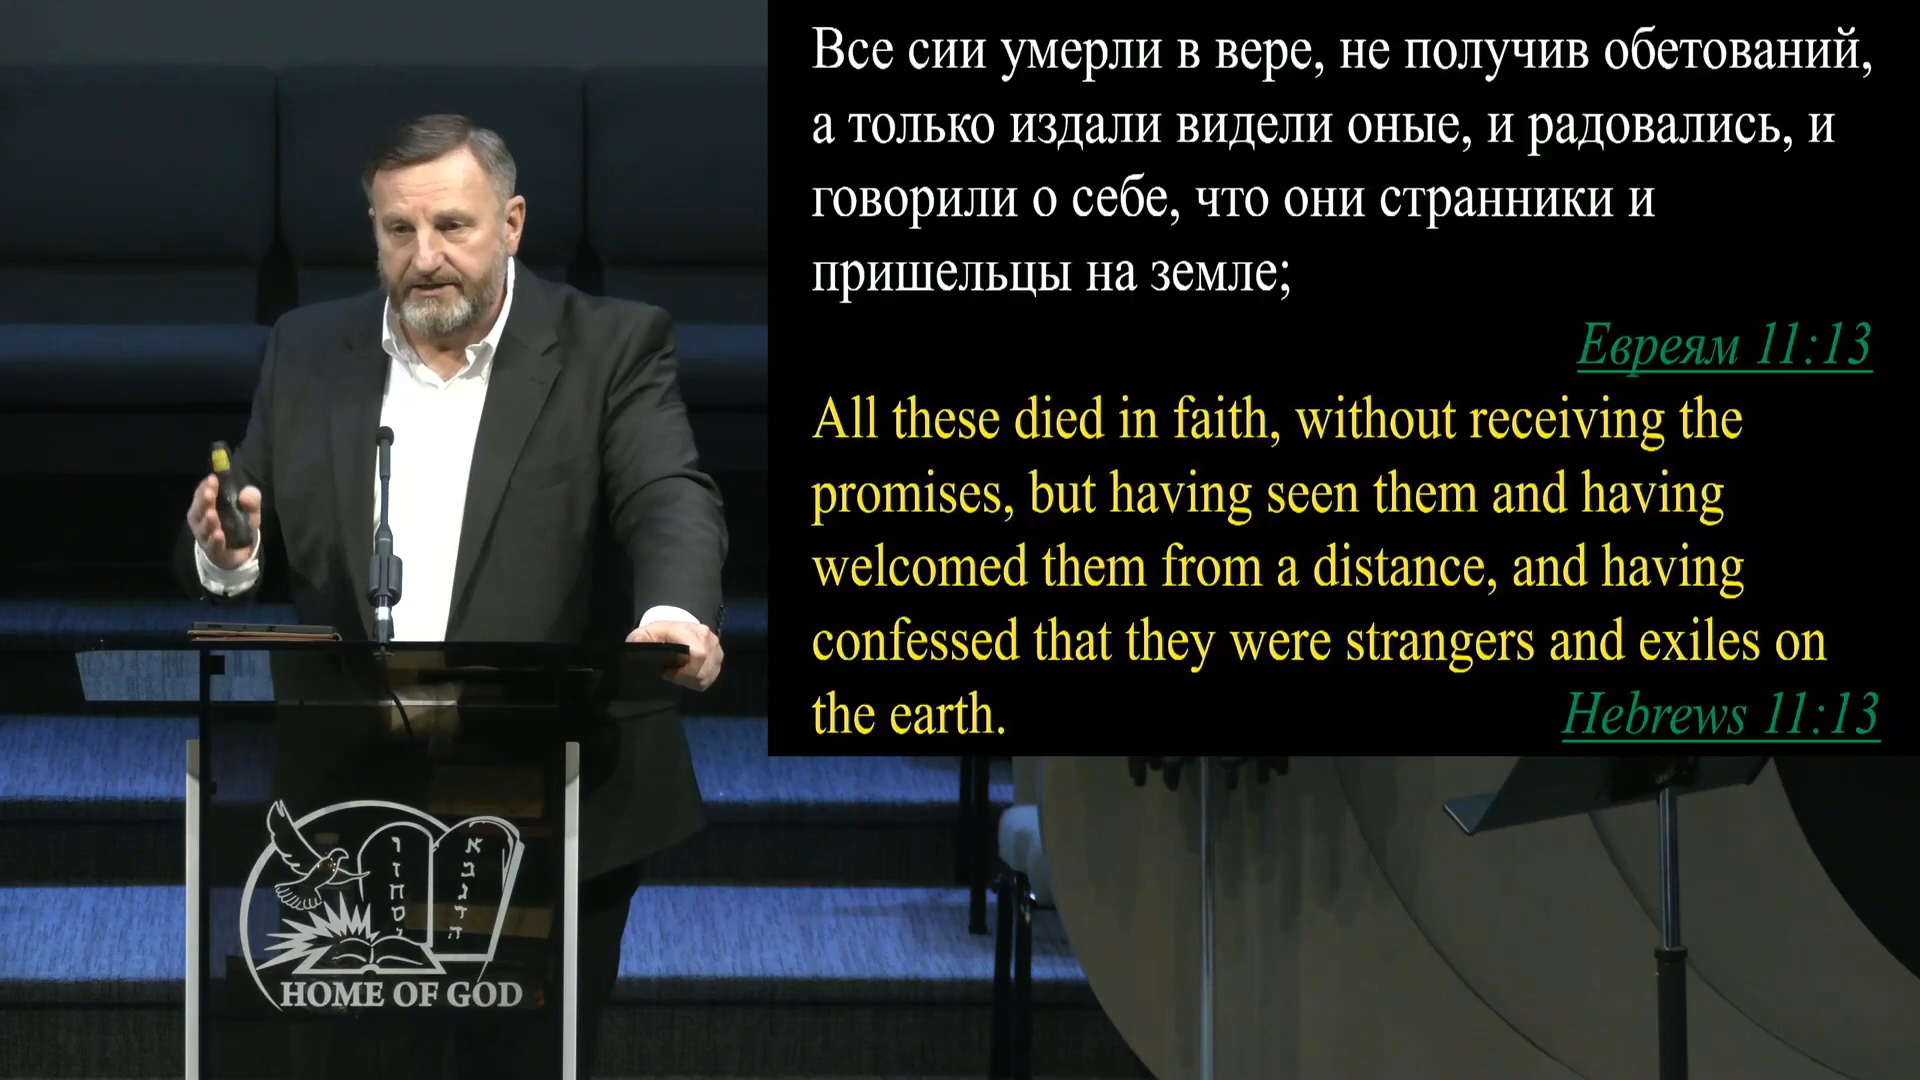 Все сии умерли в вере, не получив обетований,
а только издали видели оные, и радовались, и
говорили о себе, что они странники и
пришельцы на земле;
Евреям 11:13
All these died in faith, without receiving the
promises, but having seen them and having
welcomed them from a distance, and having
confessed that they were strangers and exiles on
the earth.
Hebrews 11:13
HOME OF GOD